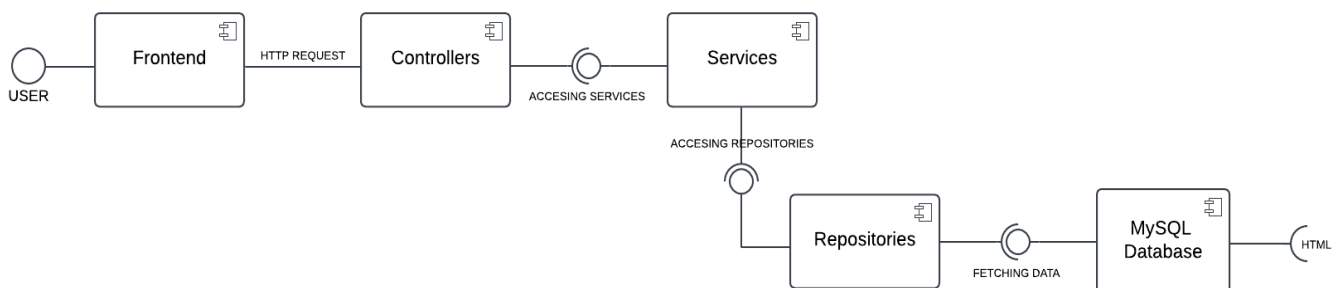 Frontend
HTTP REQUEST
Controllers
Services
USER
ACCESING SERVICES
ACCESING REPOSITORIES
Repositories
MySQL
Database
HTML
FETCHING DATA